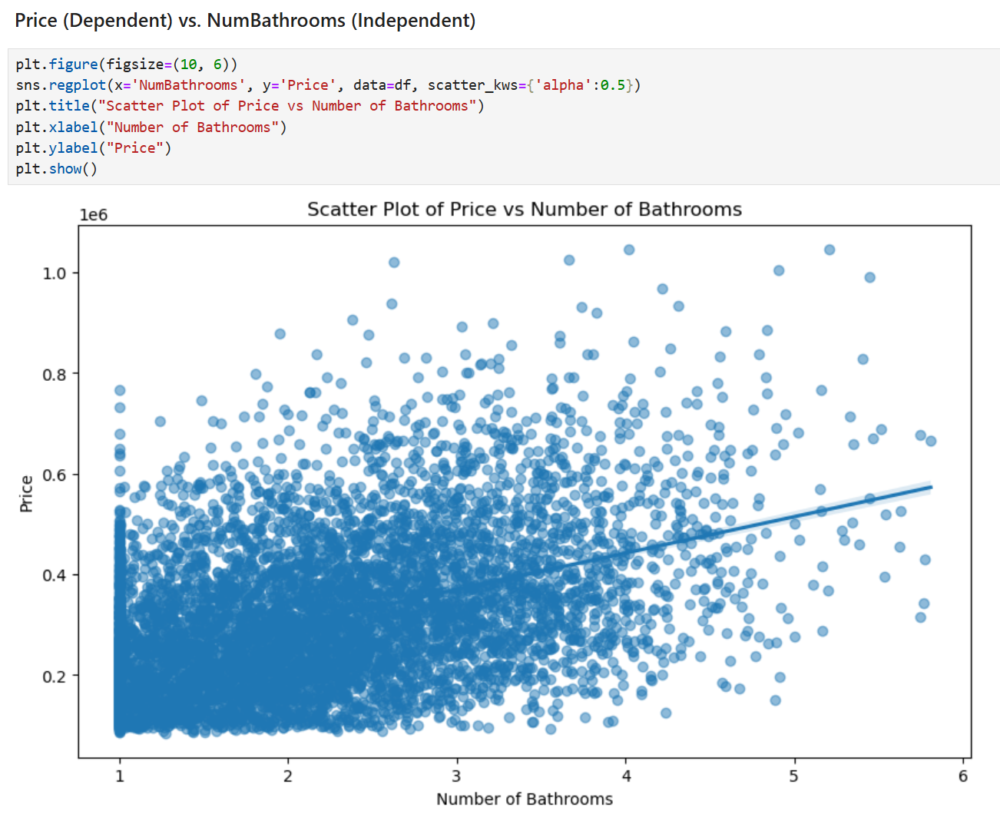 Price (Dependent) vs. NumBathrooms (Independent)
plt.figure(figsize=(10, 6))
sns.regplot(x='NumBathrooms', y='Price', data=df, scatter_kws={'alpha':0.5})
plt.title("Scatter Plot of Price vs Number of Bathrooms")
plt.xlabel("Number of Bathrooms")
plt.ylabel("Price")
plt.show()
Scatter Plot of Price vs Number of Bathrooms
1e6
1.0
0.8
0.6
0.4
0.2
Price
1 2 3 4 5 6
Number of Bathrooms